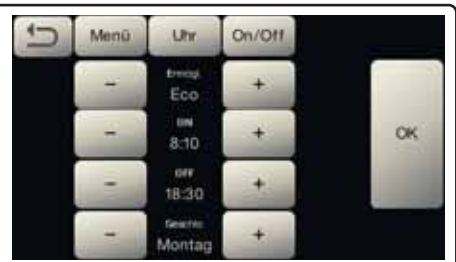 Menü Uhr On/Off
- Eco +
ON
- 8:10 + OK
OFF
- 18:30 +
- Montag +